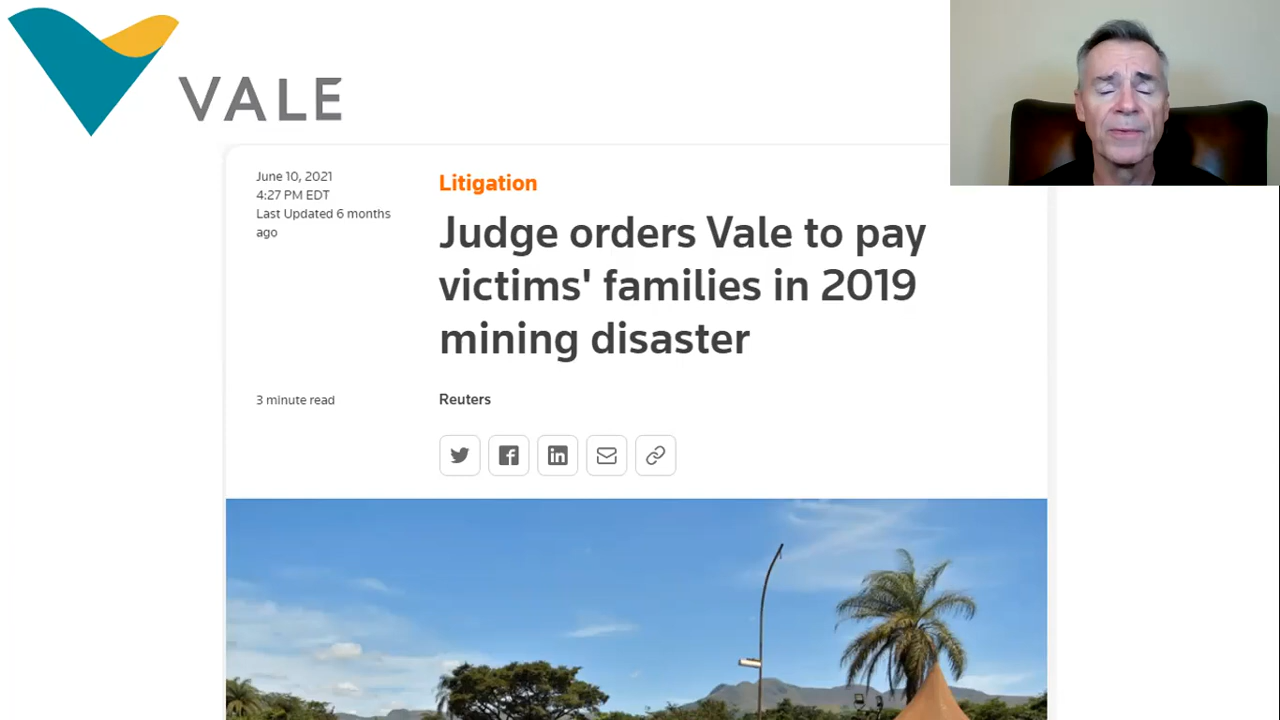 VALE
June 10, 2021
4:27 PM EDT
Last Updated 6 months
ago
Litigation
Judge orders Vale to pay
victims' families in 2019
mining disaster
3 minute read
Reuters